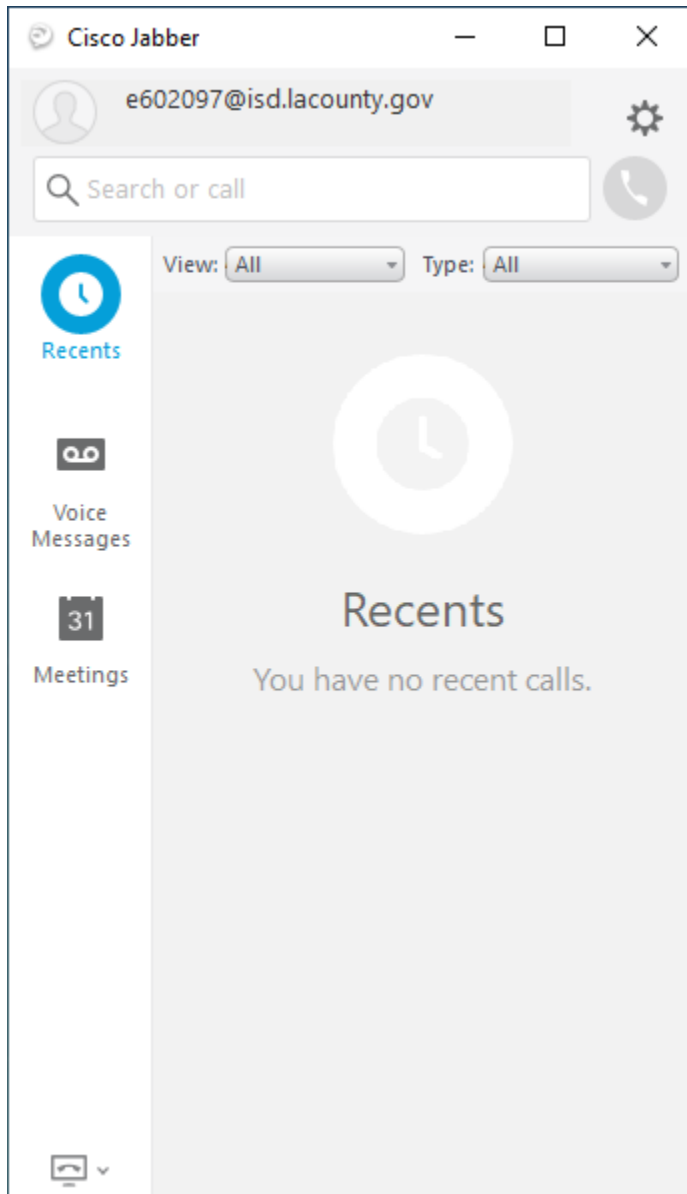 Cisco Jabber
e602097@isd.lacounty.gov
Search or call
View: All Type: All
Recents
Voice
Messages
31
Meetings
Recents
You have no recent calls.